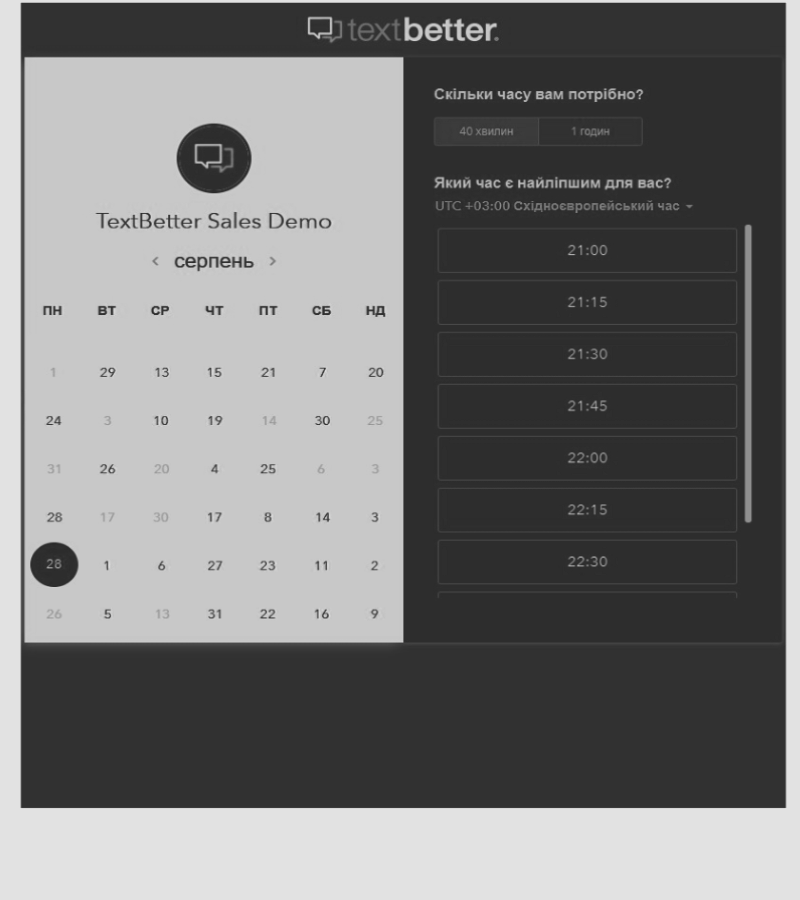 textbetter.
TextBetter Sales Demo
< серпень >
ПН ВТ СР ЧТ ПТ СБ НД
1 29 13 15 21 7 20
24 3 10 19 14 30 25
31 26 20 4 25 6 3
28 17 30 17 8 14 3
28 1 6 27 23 11 2
26 5 13 31 22 16 9
Скільки часу вам потрібно?
40 хвилин 1 годин
Який час є найліпшим для вас?
UTC +03:00 Східноєвропейський час
21:00
21:15
21:30
21:45
22:00
22:15
22:30